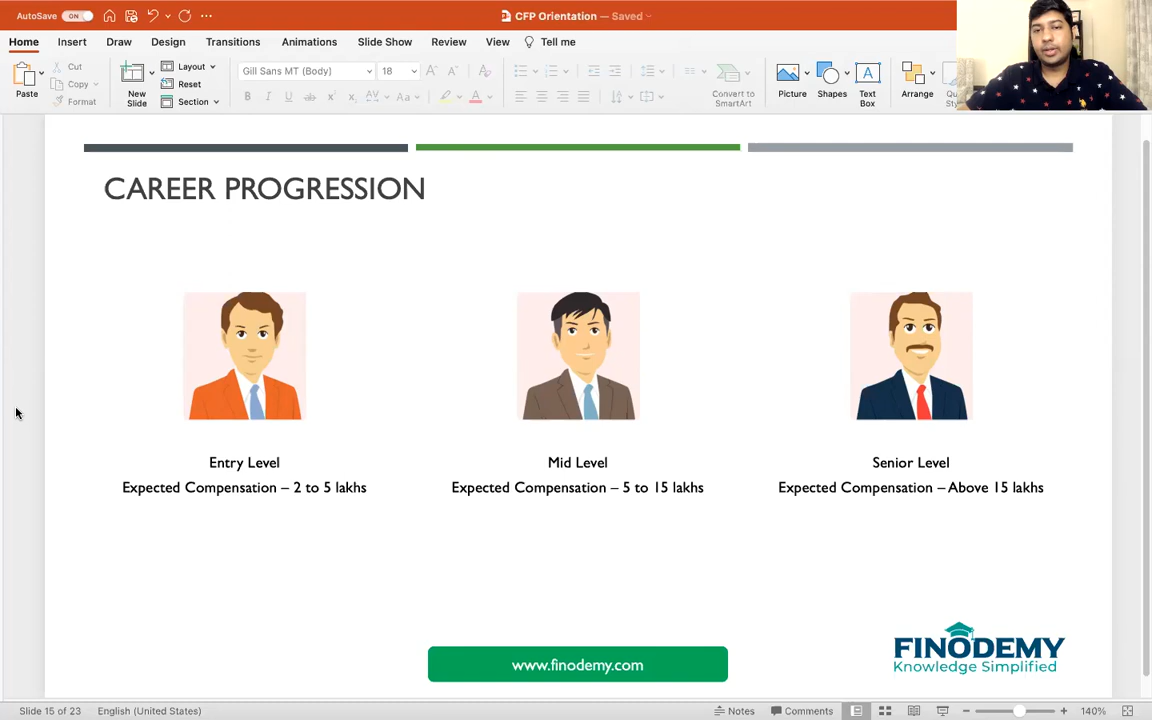 AutoSave ON
CFP Orientation — Saved
Home Insert Draw Design Transitions Animations Slide Show Review View Tell me
Paste
Cut
Copy
Format
New Slide
Layout
Reset
Section
Gill Sans MT (Body) 18
B I U S x x AV Aa A
Convert to SmartArt
Picture Shapes Text Box Arrange
CAREER PROGRESSION
Entry Level
Expected Compensation – 2 to 5 lakhs
Mid Level
Expected Compensation – 5 to 15 lakhs
Senior Level
Expected Compensation – Above 15 lakhs
www.finodemy.com
FINODEMY
Knowledge Simplified
Slide 15 of 23 English (United States) Notes Comments 140%